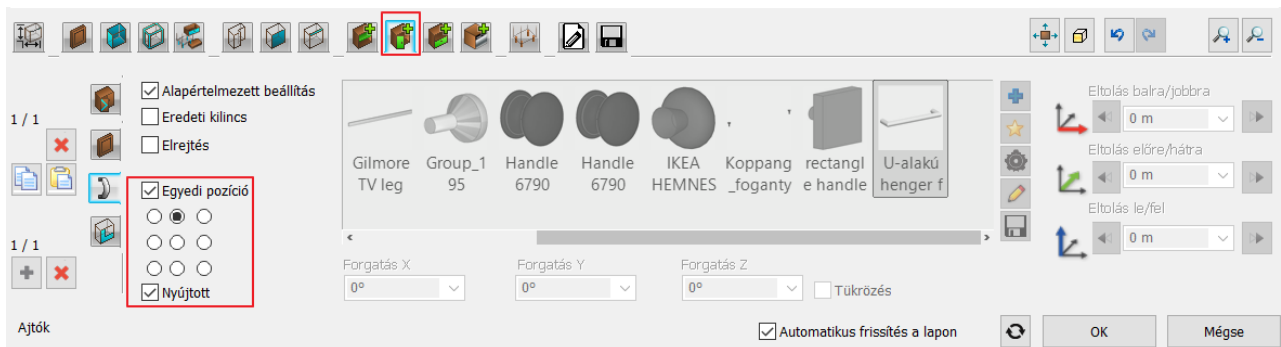 1 / 1
1 / 1
Alapértelmezett beállítás
Eredeti kilincs
Elrejtés
Egyedi pozíció
Nyújtott
Gilmore TV leg
Group_1 95
Handle 6790
Handle 6790
IKEA HEMNES
Koppang _foganty
rectangl e handle
U-alakú henger f
Forgatás X
Forgatás Y
Forgatás Z
0°
0°
0°
Tükrözés
Eltolás balra/jobbra
0 m
Eltolás előre/hátra
0 m
Eltolás le/fel
0 m
Ajtók
Automatikus frissítés a lapon
OK
Mégse